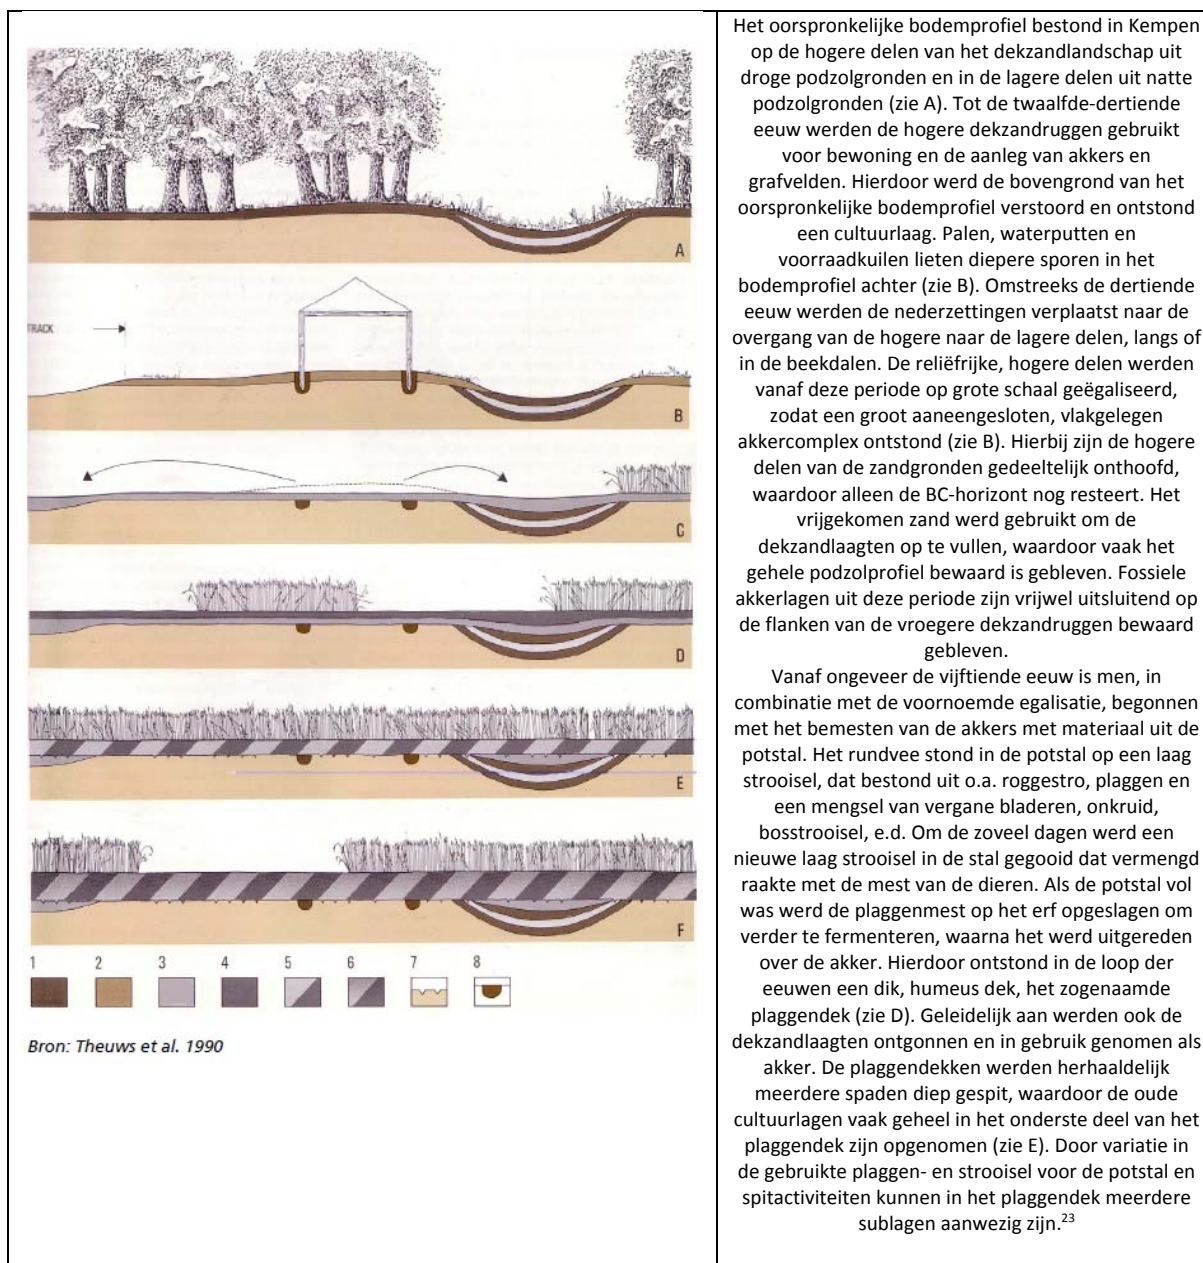 TRACK
A
B
C
D
E
F
1 2 3 4 5 6 7 8
Bron: Theuws et al. 1990
Het oorspronkelijke bodemprofiel bestond in Kempen
op de hogere delen van het dekzandlandschap uit
droge podzolgronden en in de lagere delen uit natte
podzolgronden (zie A). Tot de twaalfde-dertiende
eeuw werden de hogere dekzandruggen gebruikt
voor bewoning en de aanleg van akkers en
grafvelden. Hierdoor werd de bovengrond van het
oorspronkelijke bodemprofiel verstoord en ontstond
een cultuurlaag. Palen, waterputten en
voorraadkuilen lieten diepere sporen in het
bodemprofiel achter (zie B). Omstreeks de dertiende
eeuw werden de nederzettingen verplaatst naar de
overgang van de hogere naar de lagere delen, langs of
in de beekdalen. De reliëfrijke, hogere delen werden
vanaf deze periode op grote schaal geëgaliseerd,
zodat een groot aaneengesloten, vlakgelegen
akkercomplex ontstond (zie B). Hierbij zijn de hogere
delen van de zandgronden gedeeltelijk onthoofd,
waardoor alleen de BC-horizont nog resteert. Het
vrijgekomen zand werd gebruikt om de
dekzandlaagten op te vullen, waardoor vaak het
gehele podzolprofiel bewaard is gebleven. Fossiele
akkerlagen uit deze periode zijn vrijwel uitsluitend op
de flanken van de vroegere dekzandruggen bewaard
gebleven.
Vanaf ongeveer de vijftiende eeuw is men, in
combinatie met de voornoemde egalisatie, begonnen
met het bemesten van de akkers met materiaal uit de
potstal. Het rundvee stond in de potstal op een laag
strooisel, dat bestond uit o.a. roggestro, plaggen en
een mengsel van vergane bladeren, onkruid,
bosstrooisel, e.d. Om de zoveel dagen werd een
nieuwe laag strooisel in de stal gegooid dat vermengd
raakte met de mest van de dieren. Als de potstal vol
was werd de plaggenmest op het erf opgeslagen om
verder te fermenteren, waarna het werd uitgereden
over de akker. Hierdoor ontstond in de loop der
eeuwen een dik, humeus dek, het zogenaamde
plaggendek (zie D). Geleidelijk aan werden ook de
dekzandlaagten ontgonnen en in gebruik genomen als
akker. De plaggendekken werden herhaaldelijk
meerdere spaden diep gespit, waardoor de oude
cultuurlagen vaak geheel in het onderste deel van het
plaggendek zijn opgenomen (zie E). Door variatie in
de gebruikte plaggen- en strooisel voor de potstal en
spitactiviteiten kunnen in het plaggendek meerdere
sublagen aanwezig zijn.23